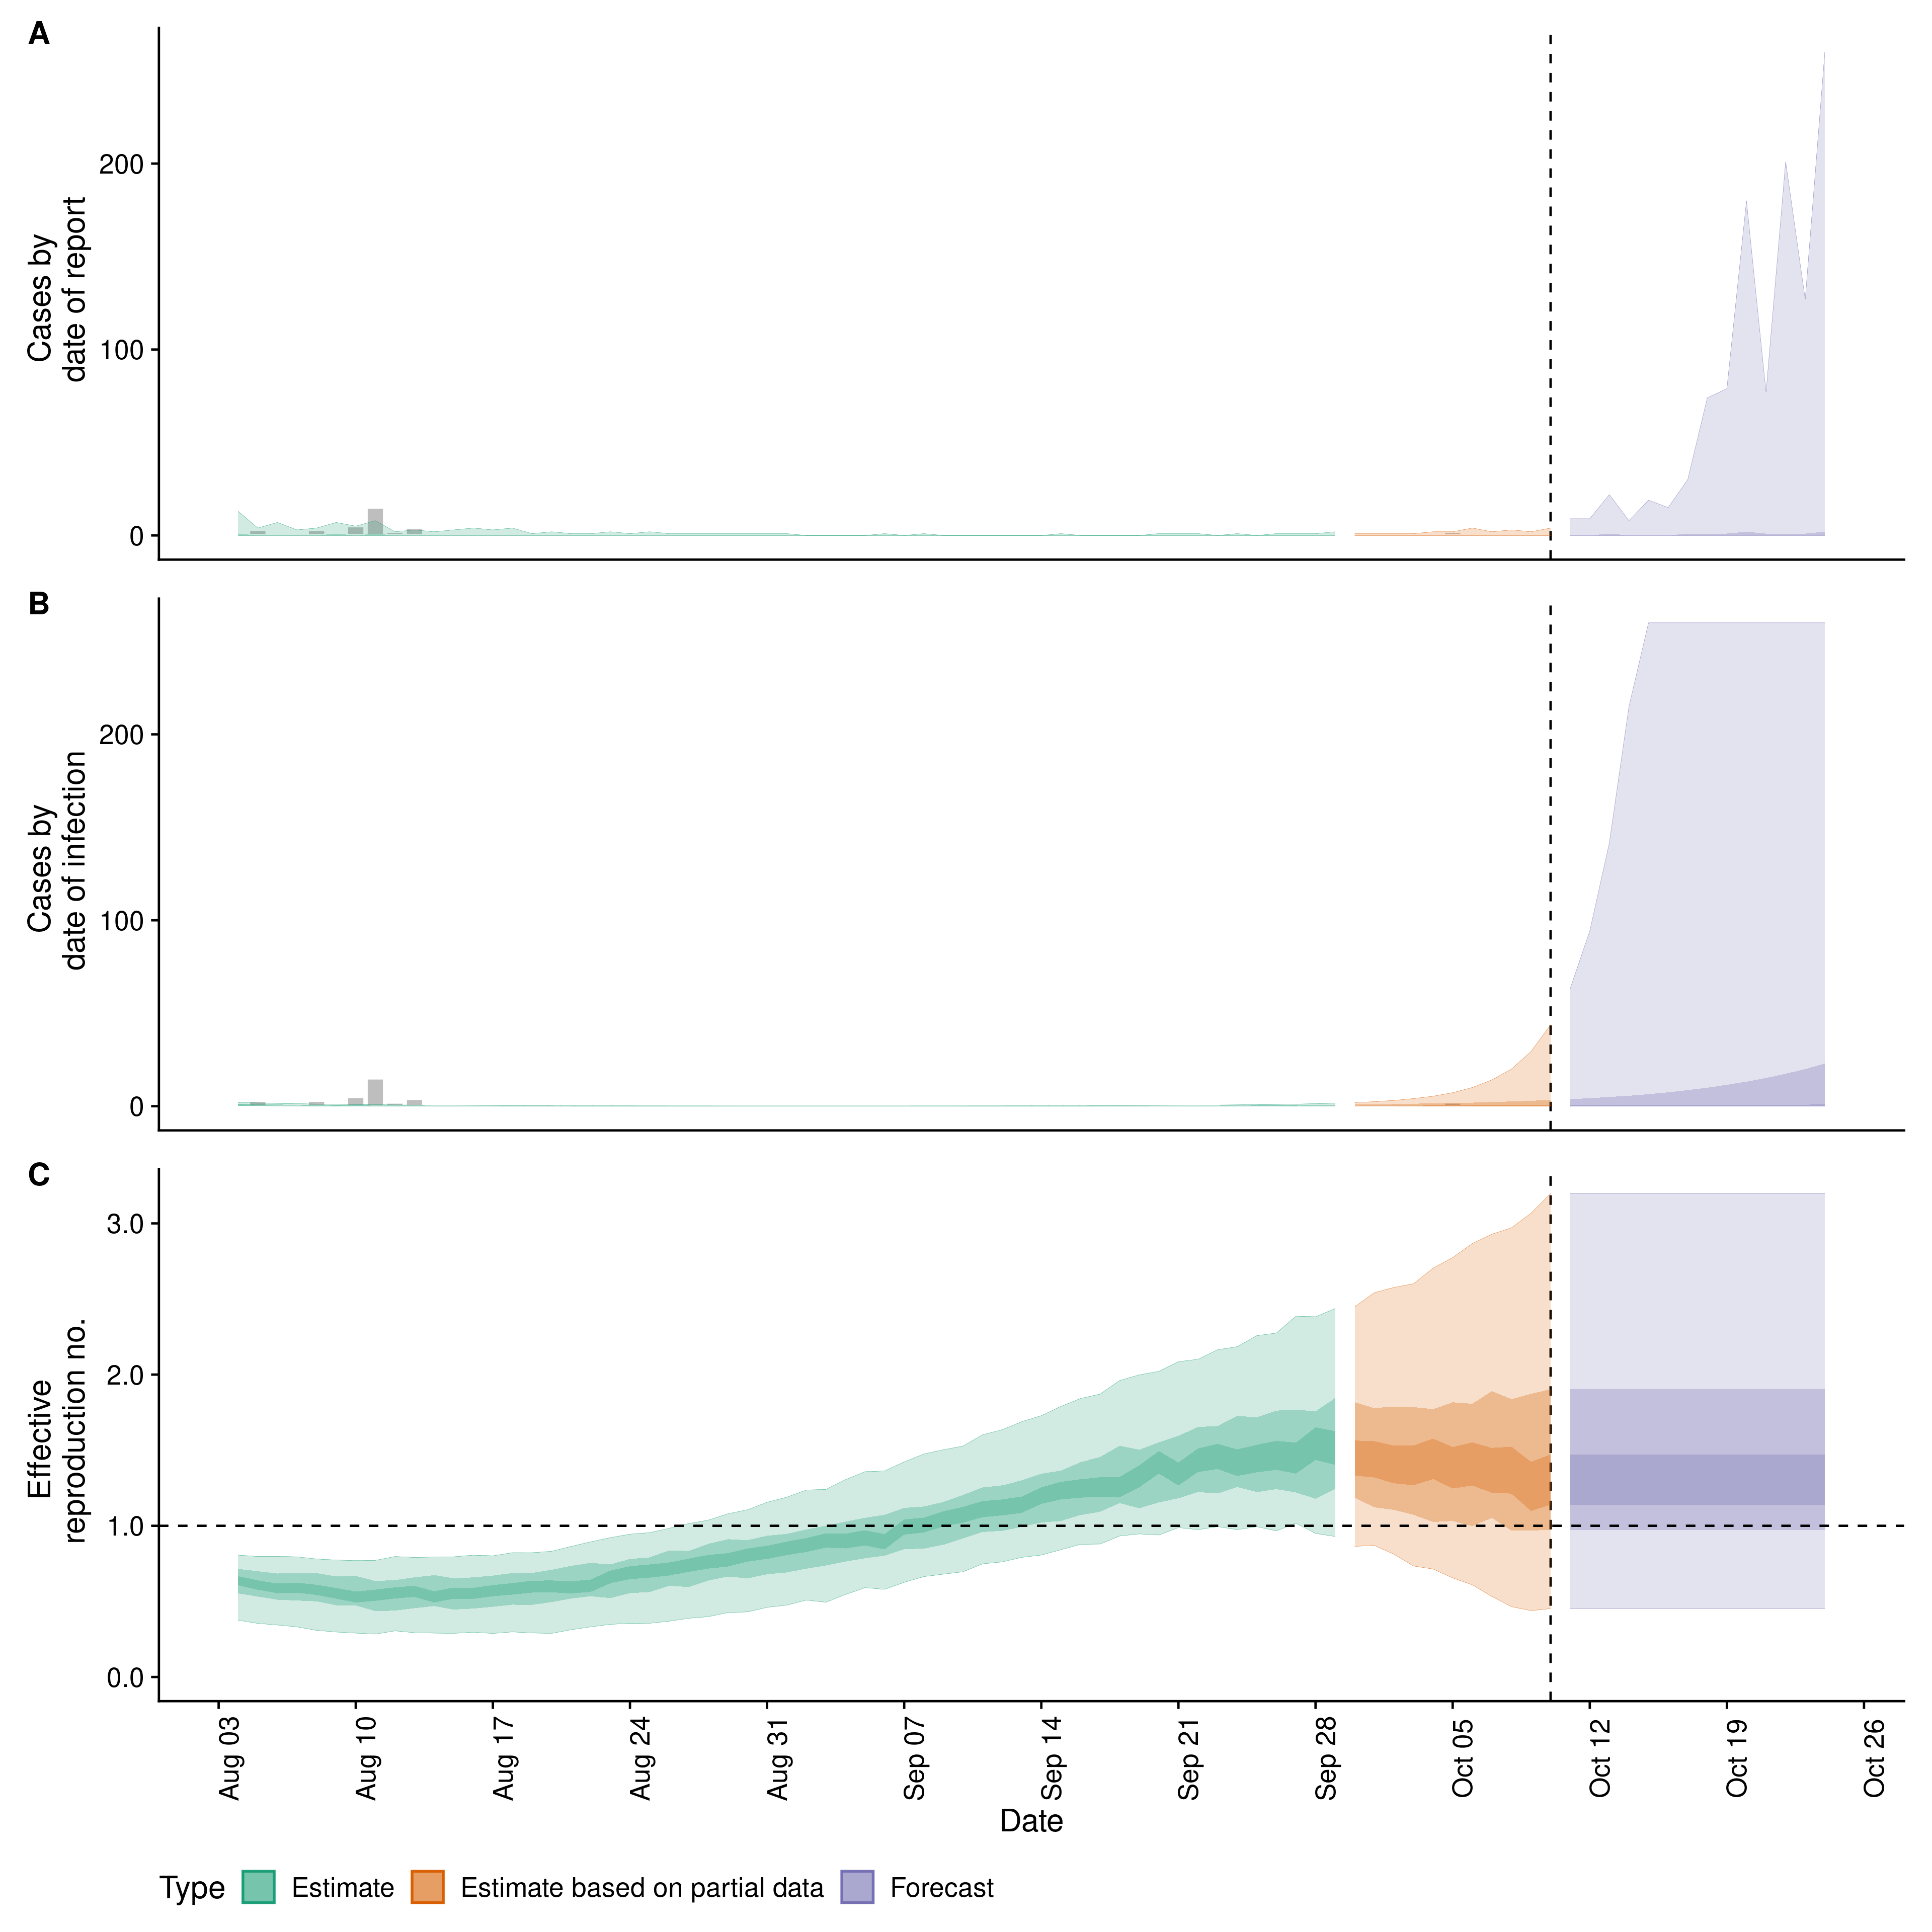 A
Cases by
date of report
200
100
0
B
Cases by
date of infection
200
100
0
C
Effective
reproduction no.
3.0
2.0
1.0
0.0
Aug 03
Aug 10
Aug 17
Aug 24
Aug 31
Sep 07
Sep 14
Sep 21
Sep 28
Oct 05
Oct 12
Oct 19
Oct 26
Date
Type Estimate Estimate based on partial data Forecast